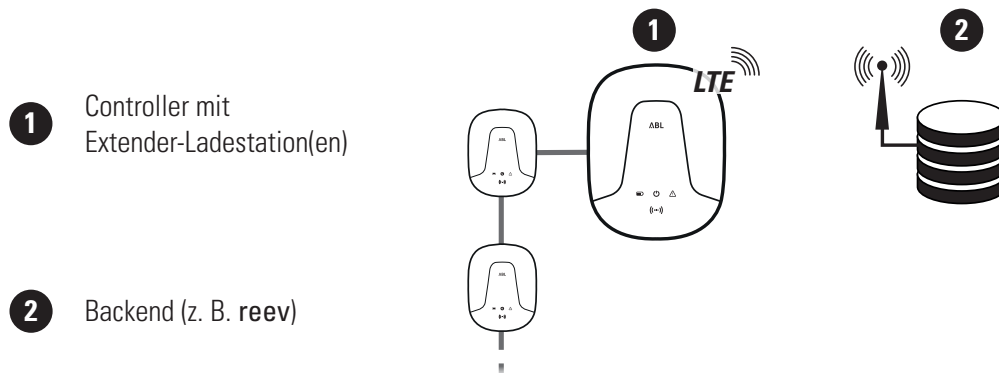 1
2
LTE
1
Controller mit
Extender-Ladestation(en)
ABL
ABL
ABL
2
Backend (z. B. reev)